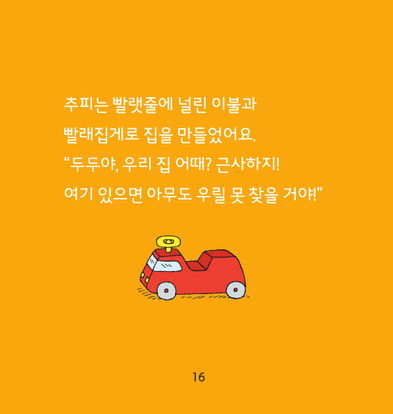 추피는 빨랫줄에 널린 이불과
빨래집게로 집을 만들었어요.
“두두야, 우리 집 어때? 근사하지!
여기 있으면 아무도 우릴 못 찾을 거야!”
16